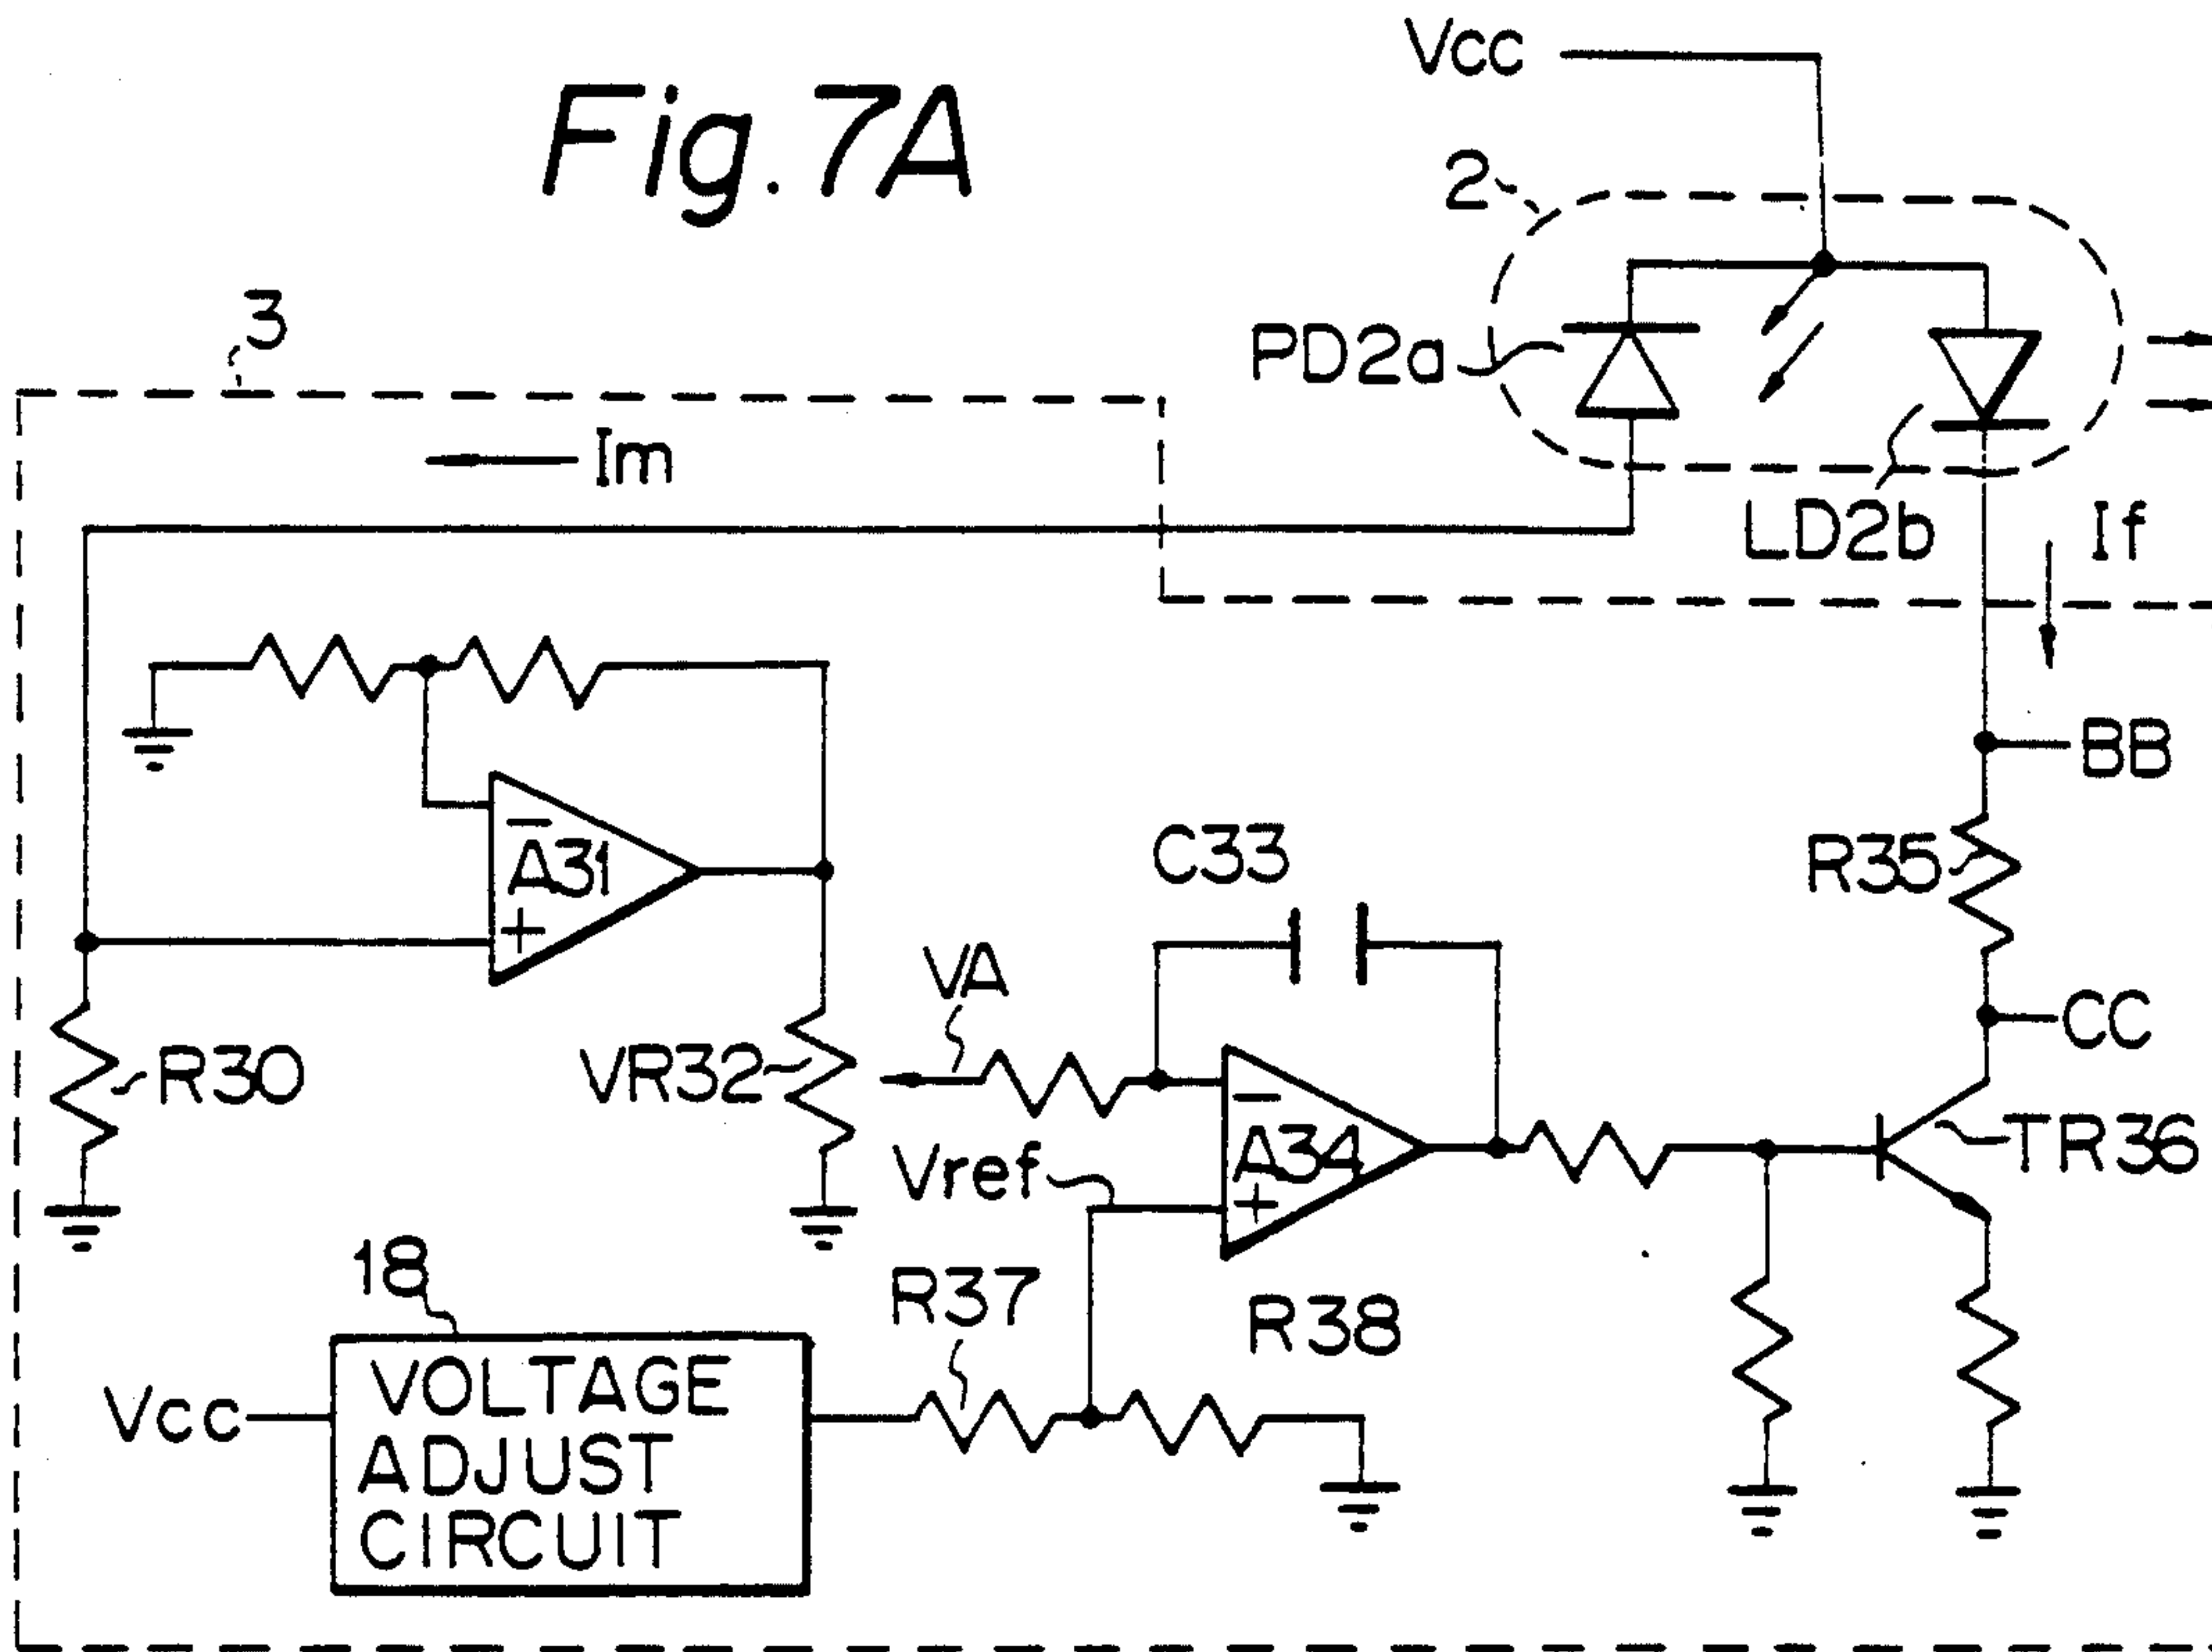 Fig.7A
Vcc
2
3
PD2a
Im
LD2b
If
BB
A31
−
+
C33
R35
VA
CC
R30
VR32
A34
−
+
TR36
Vref
18
R37
R38
Vcc
VOLTAGE
ADJUST
CIRCUIT